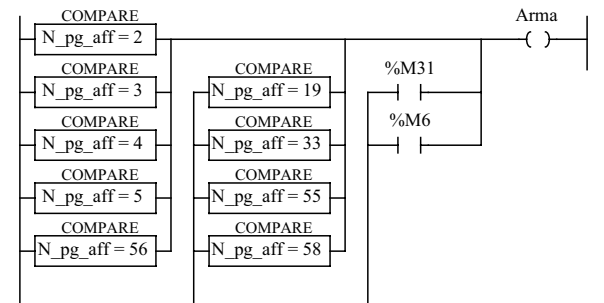 COMPARE Arma
N_pg_aff = 2 ( )
COMPARE COMPARE %M31
N_pg_aff = 3 N_pg_aff = 19
COMPARE COMPARE %M6
N_pg_aff = 4 N_pg_aff = 33
COMPARE COMPARE
N_pg_aff = 5 N_pg_aff = 55
COMPARE COMPARE
N_pg_aff = 56 N_pg_aff = 58